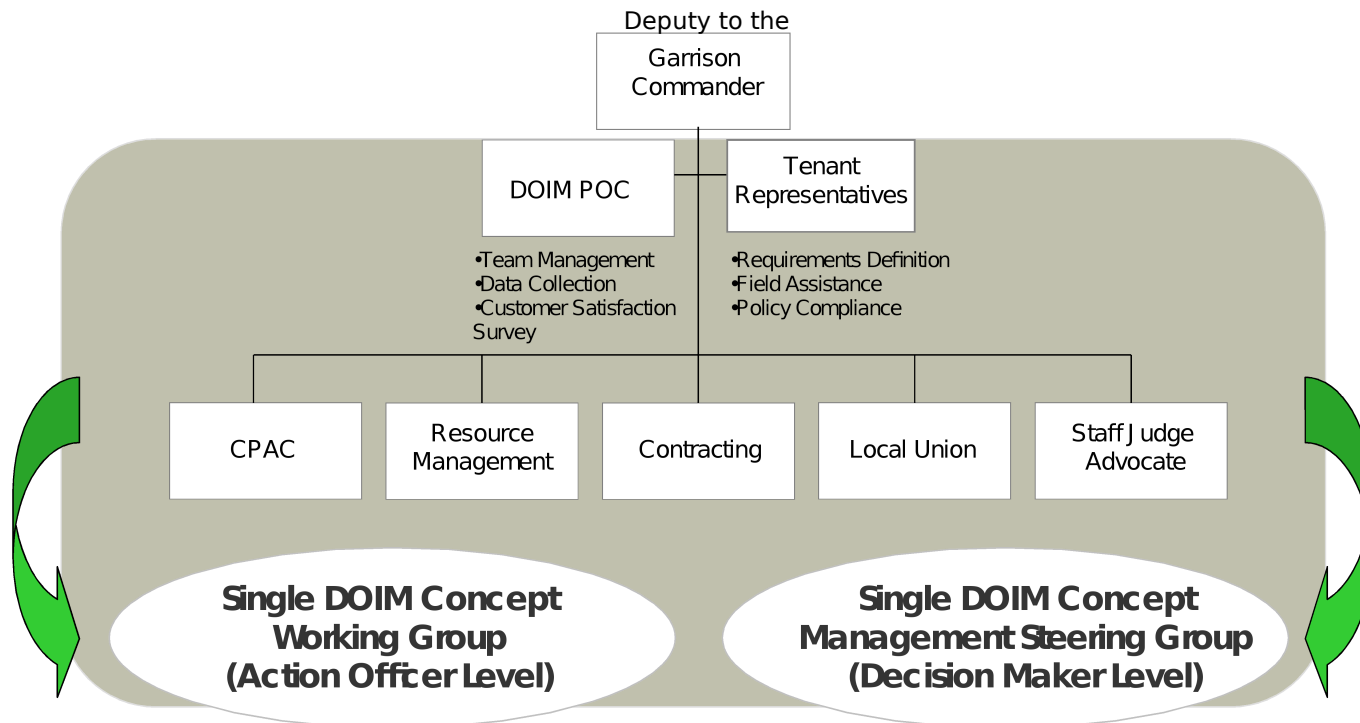 Deputy to the
Garrison
Commander
DOIM POC
Tenant
Representatives
•Team Management
•Data Collection
•Customer Satisfaction
Survey
•Requirements Definition
•Field Assistance
•Policy Compliance
CPAC
Resource
Management
Contracting
Local Union
Staff Judge
Advocate
Single DOIM Concept
Working Group
(Action Officer Level)
Single DOIM Concept
Management Steering Group
(Decision Maker Level)